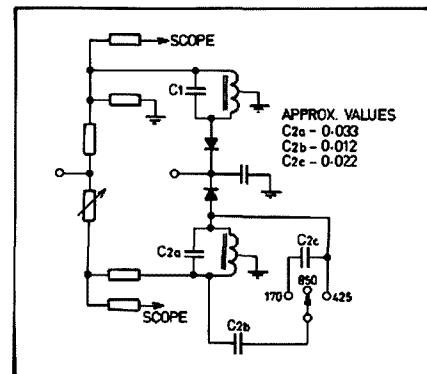 SCOPE
C1
APPROX. VALUES
C2a - 0·033
C2b - 0·012
C2c - 0·022
C2a
C2c
850
170
425
SCOPE
C2b